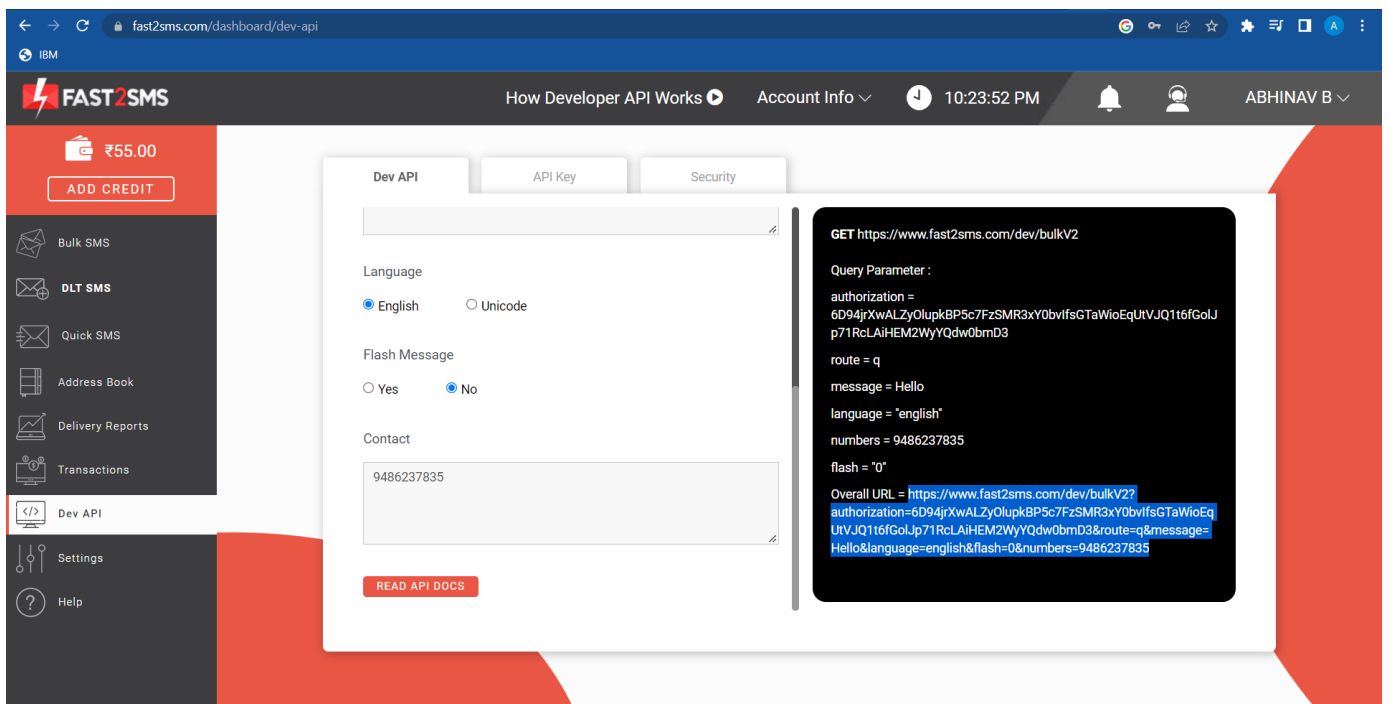 fast2sms.com/dashboard/dev-api
A
IBM
FAST2SMS
How Developer API Works
Account Info
10:23:52 PM
ABHINAV B
₹55.00
ADD CREDIT
Bulk SMS
DLT SMS
Quick SMS
Address Book
Delivery Reports
Transactions
Dev API
Settings
Help
Dev API
API Key
Security
Language
English
Unicode
Flash Message
Yes
No
Contact
9486237835
READ API DOCS
GET https://www.fast2sms.com/dev/bulkV2
Query Parameter :
authorization =
6D94jrXwALZyOlupkBP5c7FzSMR3xY0bvIfsGTaWioEqUtVJQ1t6fGolJ
p71RcLAiHEM2WyYQdw0bmD3
route = q
message = Hello
language = "english"
numbers = 9486237835
flash = "0"
Overall URL = https://www.fast2sms.com/dev/bulkV2?
authorization=6D94jrXwALZyOlupkBP5c7FzSMR3xY0bvIfsGTaWioEq
UtVJQ1t6fGolJp71RcLAiHEM2WyYQdw0bmD3&route=q&message=
Hello&language=english&flash=0&numbers=9486237835